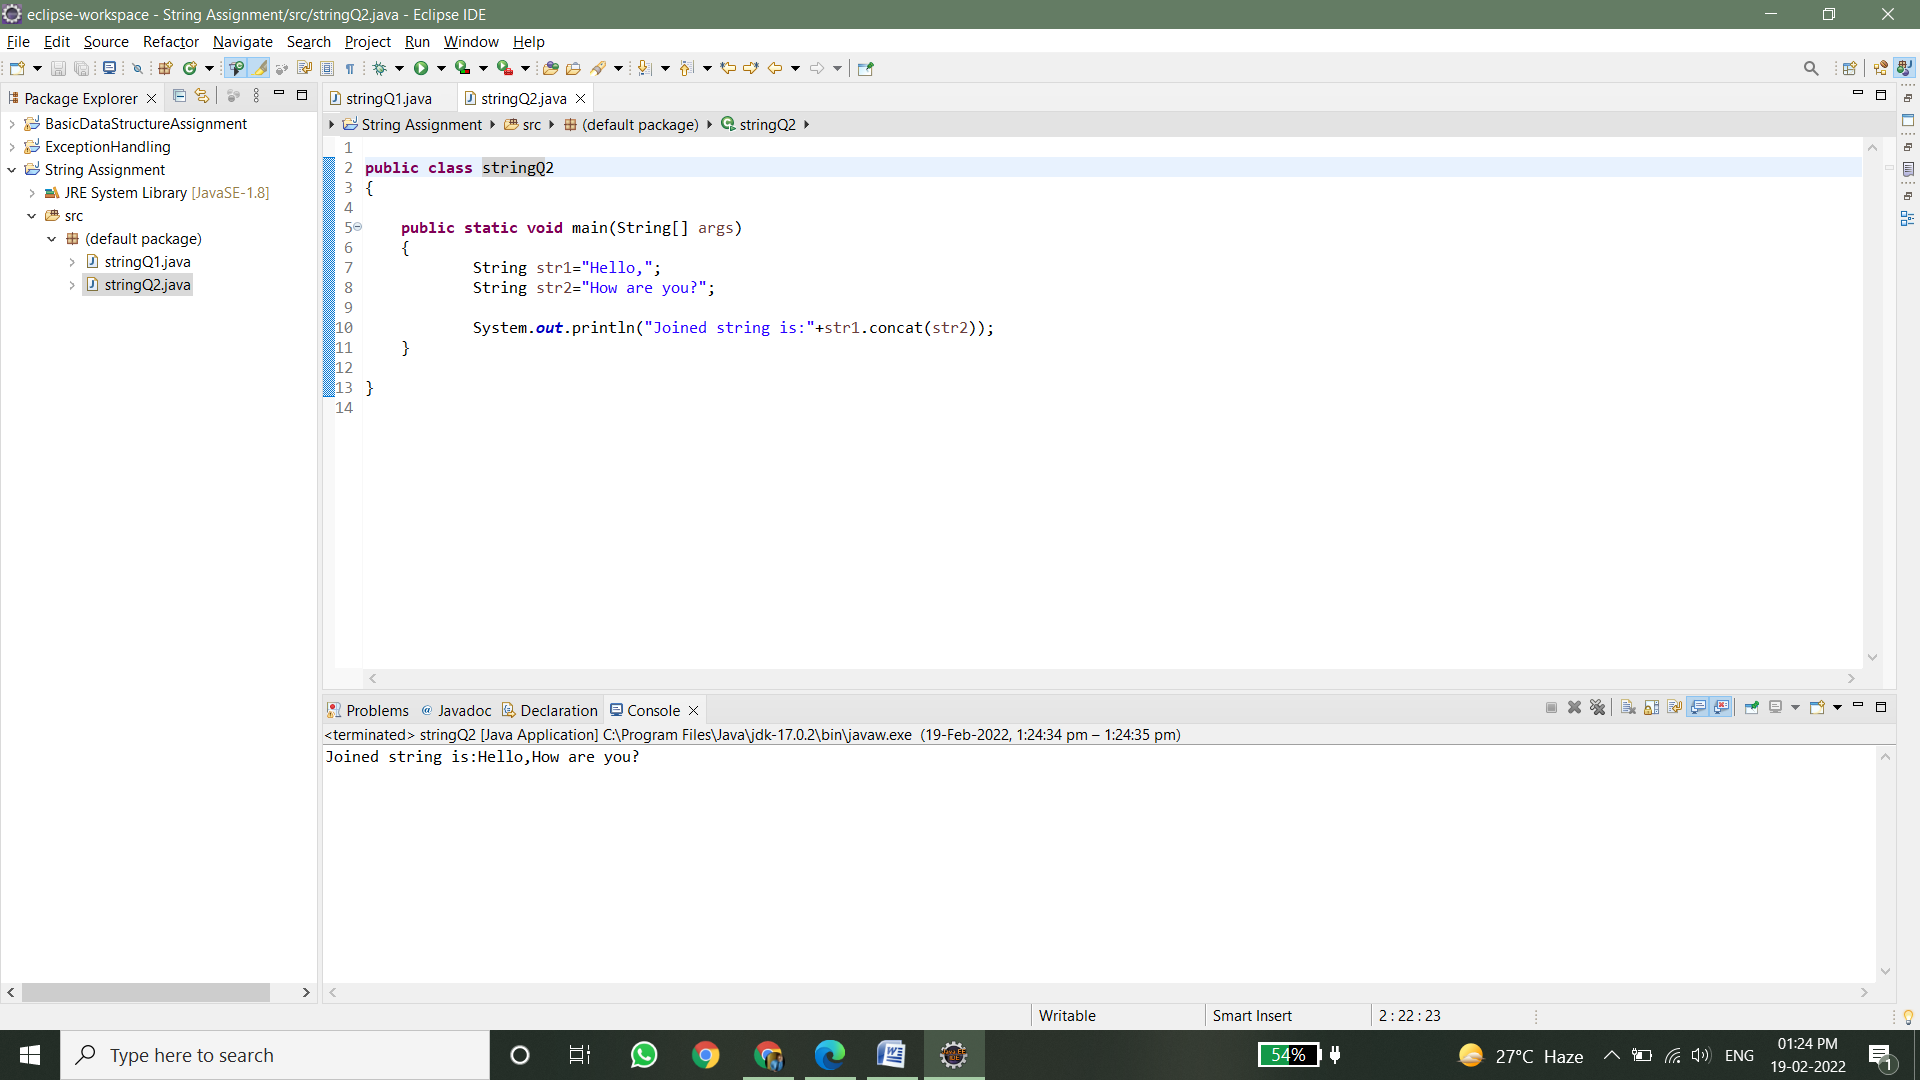 eclipse-workspace - String Assignment/src/stringQ2.java - Eclipse IDE
File Edit Source Refactor Navigate Search Project Run Window Help
Package Explorer
BasicDataStructureAssignment
ExceptionHandling
String Assignment
JRE System Library [JavaSE-1.8]
src
(default package)
stringQ1.java
stringQ2.java
stringQ1.java stringQ2.java
String Assignment src (default package) stringQ2
1
2 public class stringQ2
3 {
4
5 public static void main(String[] args)
6 {
7 String str1="Hello,";
8 String str2="How are you?";
9
10 System.out.println("Joined string is:"+str1.concat(str2));
11 }
12
13 }
14
Problems @ Javadoc Declaration Console
<terminated> stringQ2 [Java Application] C:\Program Files\Java\jdk-17.0.2\bin\javaw.exe (19-Feb-2022, 1:24:34 pm – 1:24:35 pm)
Joined string is:Hello,How are you?
Writable Smart Insert 2 : 22 : 23
Type here to search
54%
27°C Haze
ENG
01:24 PM
19-02-2022
1